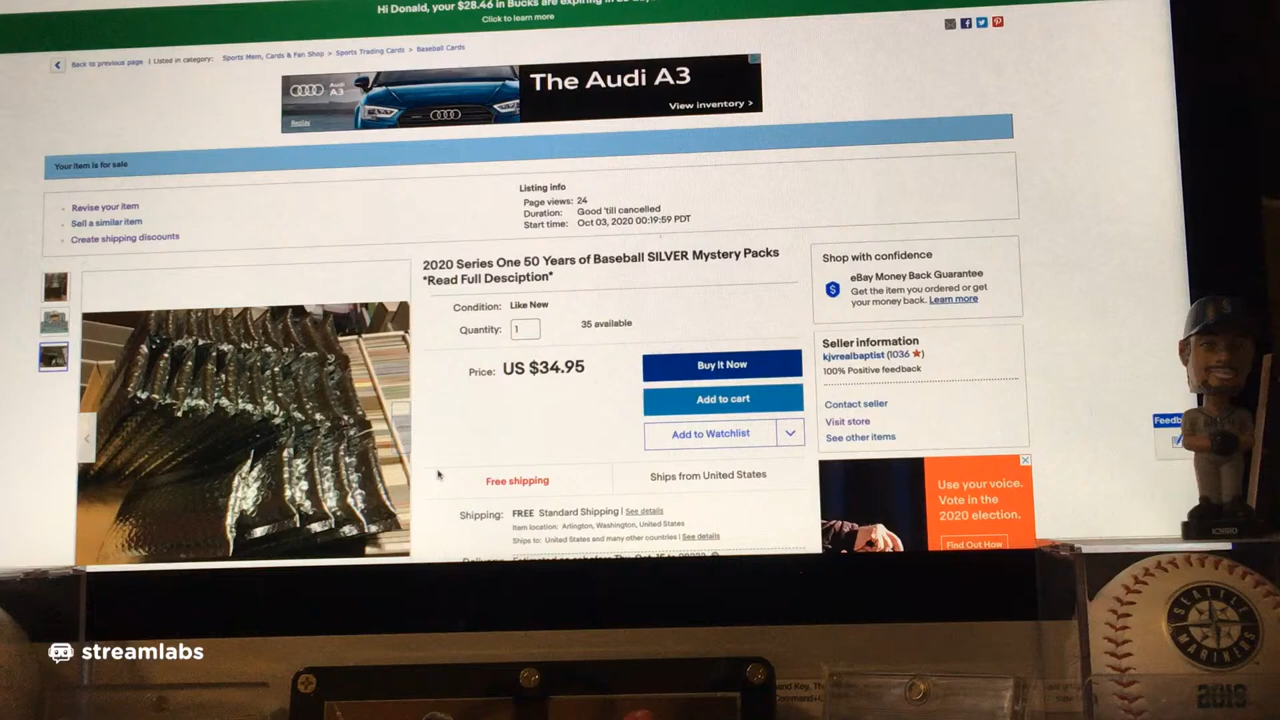 Hi Donald, your $28.46 in Bucks are expiring in
Click to learn more
Back to previous page | Listed in category: Sports Mem, Cards & Fan Shop > Sports Trading Cards > Baseball Cards
Audi A3
The Audi A3
View inventory >
Replay
Your item is for sale
Revise your item
Sell a similar item
Create shipping discounts
Listing info
Page views: 24
Duration: Good 'till cancelled
Start time: Oct 03, 2020 00:19:59 PDT
2020 Series One 50 Years of Baseball SILVER Mystery Packs
*Read Full Desciption*
Condition: Like New
Quantity: 1 35 available
Price: US $34.95
Buy It Now
Add to cart
Add to Watchlist
Free shipping
Ships from United States
Shipping: FREE Standard Shipping | See details
Item location: Arlington, Washington, United States
Ships to: United States and many other countries | See details
Shop with confidence
eBay Money Back Guarantee
Get the item you ordered or get
your money back. Learn more
Seller information
kjvrealbaptist (1036 ★)
100% Positive feedback
Contact seller
Visit store
See other items
Use your voice.
Vote in the
2020 election.
Find Out How
Feedb
ICHIRO
streamlabs
SEATTLE
MARINERS
2019